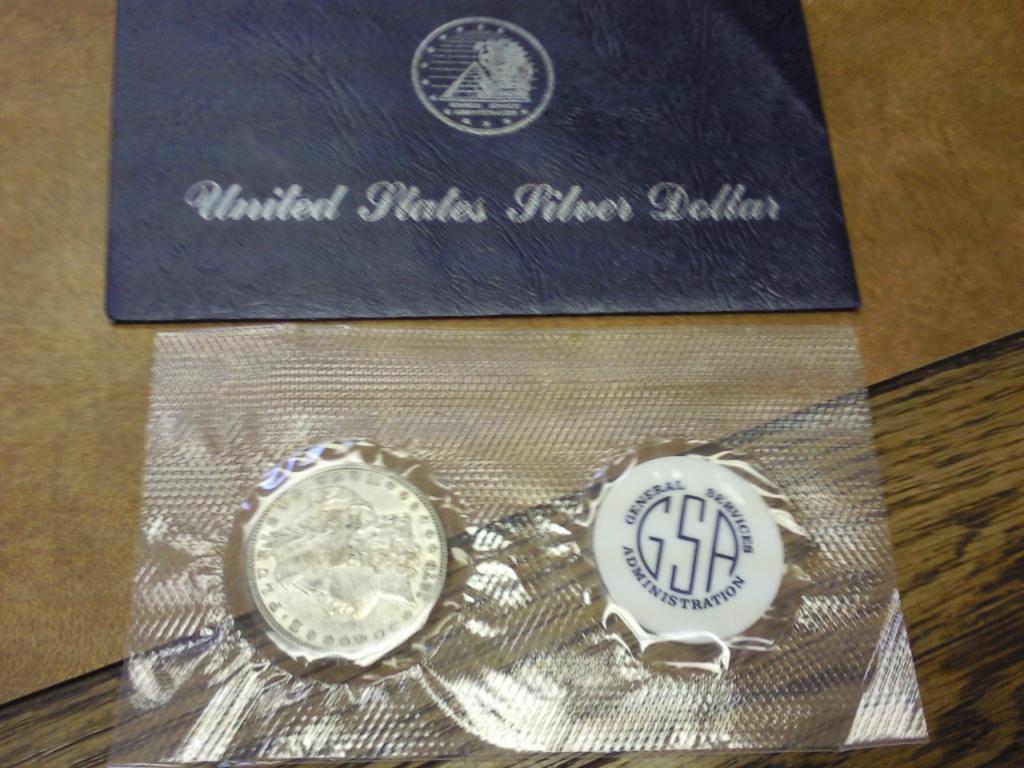 United States Silver Dollar
GENERAL SERVICES
GSA
ADMINISTRATION